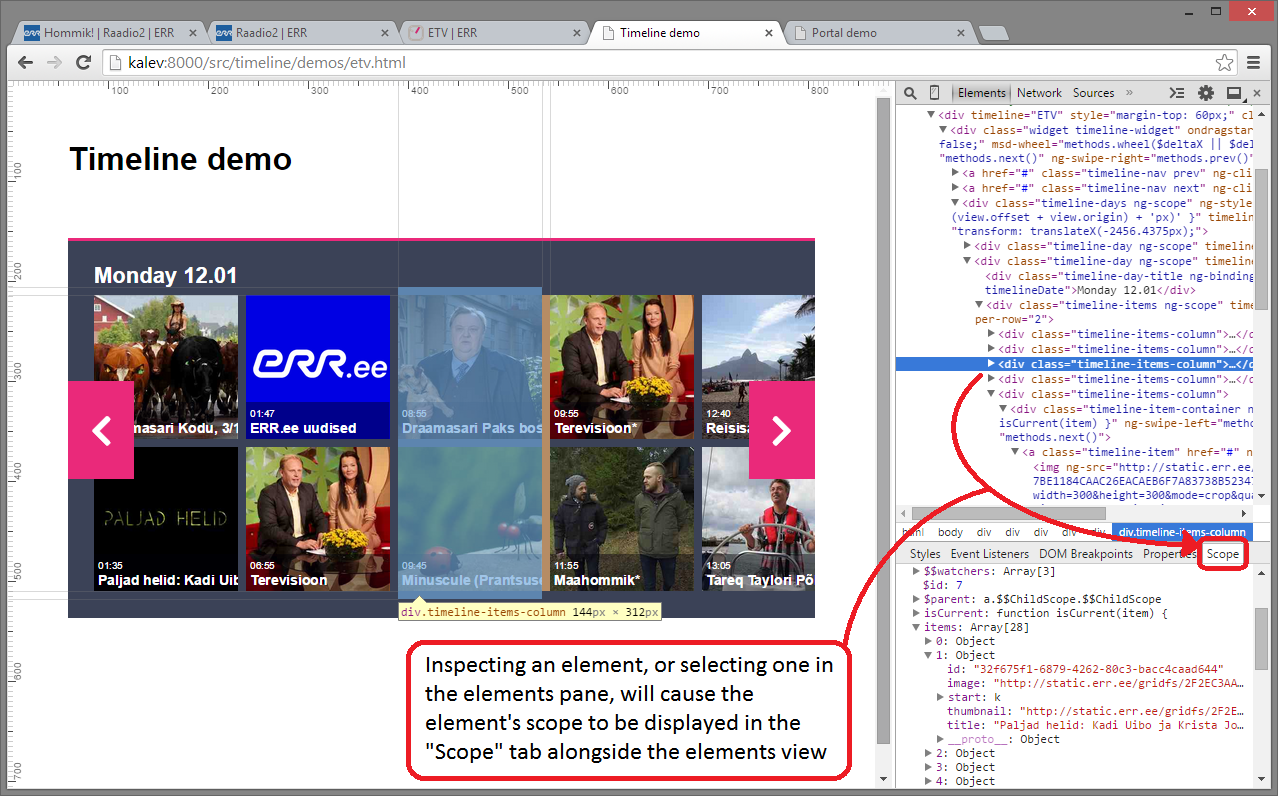 Hommik! | Raadio2 | ERR
Raadio2 | ERR
ETV | ERR
Timeline demo
Portal demo
kalev:8000/src/timeline/demos/etv.html
100 200 300 400 500 600 700 800
100
200
300
400
500
600
700
Timeline demo
Monday 12.01
masari Kodu, 3/1
err.ee
01:47
ERR.ee uudised
08:55
Draamasari Paks bos
09:55
Terevisioon*
12:40
Reisisa
PALJAD HELID
01:35
Paljad helid: Kadi Uib
06:55
Terevisioon
09:45
Minuscule (Prantsuse
11:55
Maahommik*
13:05
Tareq Taylori Põ
div.timeline-items-column 144px × 312px
Inspecting an element, or selecting one in
the elements pane, will cause the
element's scope to be displayed in the
"Scope" tab alongside the elements view
Elements Network Sources »
▼<div timeline="ETV" style="margin-top: 60px;" cl
▼<div class="widget timeline-widget" ondragstar
false;" msd-wheel="methods.wheel($deltaX || $del
"methods.next()" ng-swipe-right="methods.prev()"
▶<a href="#" class="timeline-nav prev" ng-cli
▶<a href="#" class="timeline-nav next" ng-cli
▼<div class="timeline-days ng-scope" ng-style
(view.offset + view.origin) + 'px)' }" timelin
"transform: translateX(-2456.4375px);">
▶<div class="timeline-day ng-scope" timelin
▼<div class="timeline-day ng-scope" timelin
<div class="timeline-day-title ng-binding
timelineDate">Monday 12.01</div>
▼<div class="timeline-items ng-scope" time
per-row="2">
▶<div class="timeline-items-column">…</d
▶<div class="timeline-items-column">…</d
▶<div class="timeline-items-column">…</d
▶<div class="timeline-items-column">…</d
▼<div class="timeline-items-column">
▼<div class="timeline-item-container n
isCurrent(item) }" ng-swipe-left="metho
"methods.next()">
▼<a class="timeline-item" href="#" n
<img ng-src="http://static.err.ee/
7BE1184CAAC26EACAEB6F7A83738B52347
width=300&height=300&mode=crop&qua
html body div div div div div div.timeline-items-column
Styles Event Listeners DOM Breakpoints Properties Scope
▶ $$watchers: Array[3]
$id: 7
▶ $parent: a.$$ChildScope.$$ChildScope
▶ isCurrent: function isCurrent(item) {
▼ items: Array[28]
▶ 0: Object
▼ 1: Object
id: "32f675f1-6879-4262-80c3-bacc4caad644"
image: "http://static.err.ee/gridfs/2F2EC3AA…
▶ start: k
thumbnail: "http://static.err.ee/gridfs/2F2E…
title: "Paljad helid: Kadi Uibo ja Krista Jo…
▶ __proto__: Object
▶ 2: Object
▶ 3: Object
▶ 4: Object